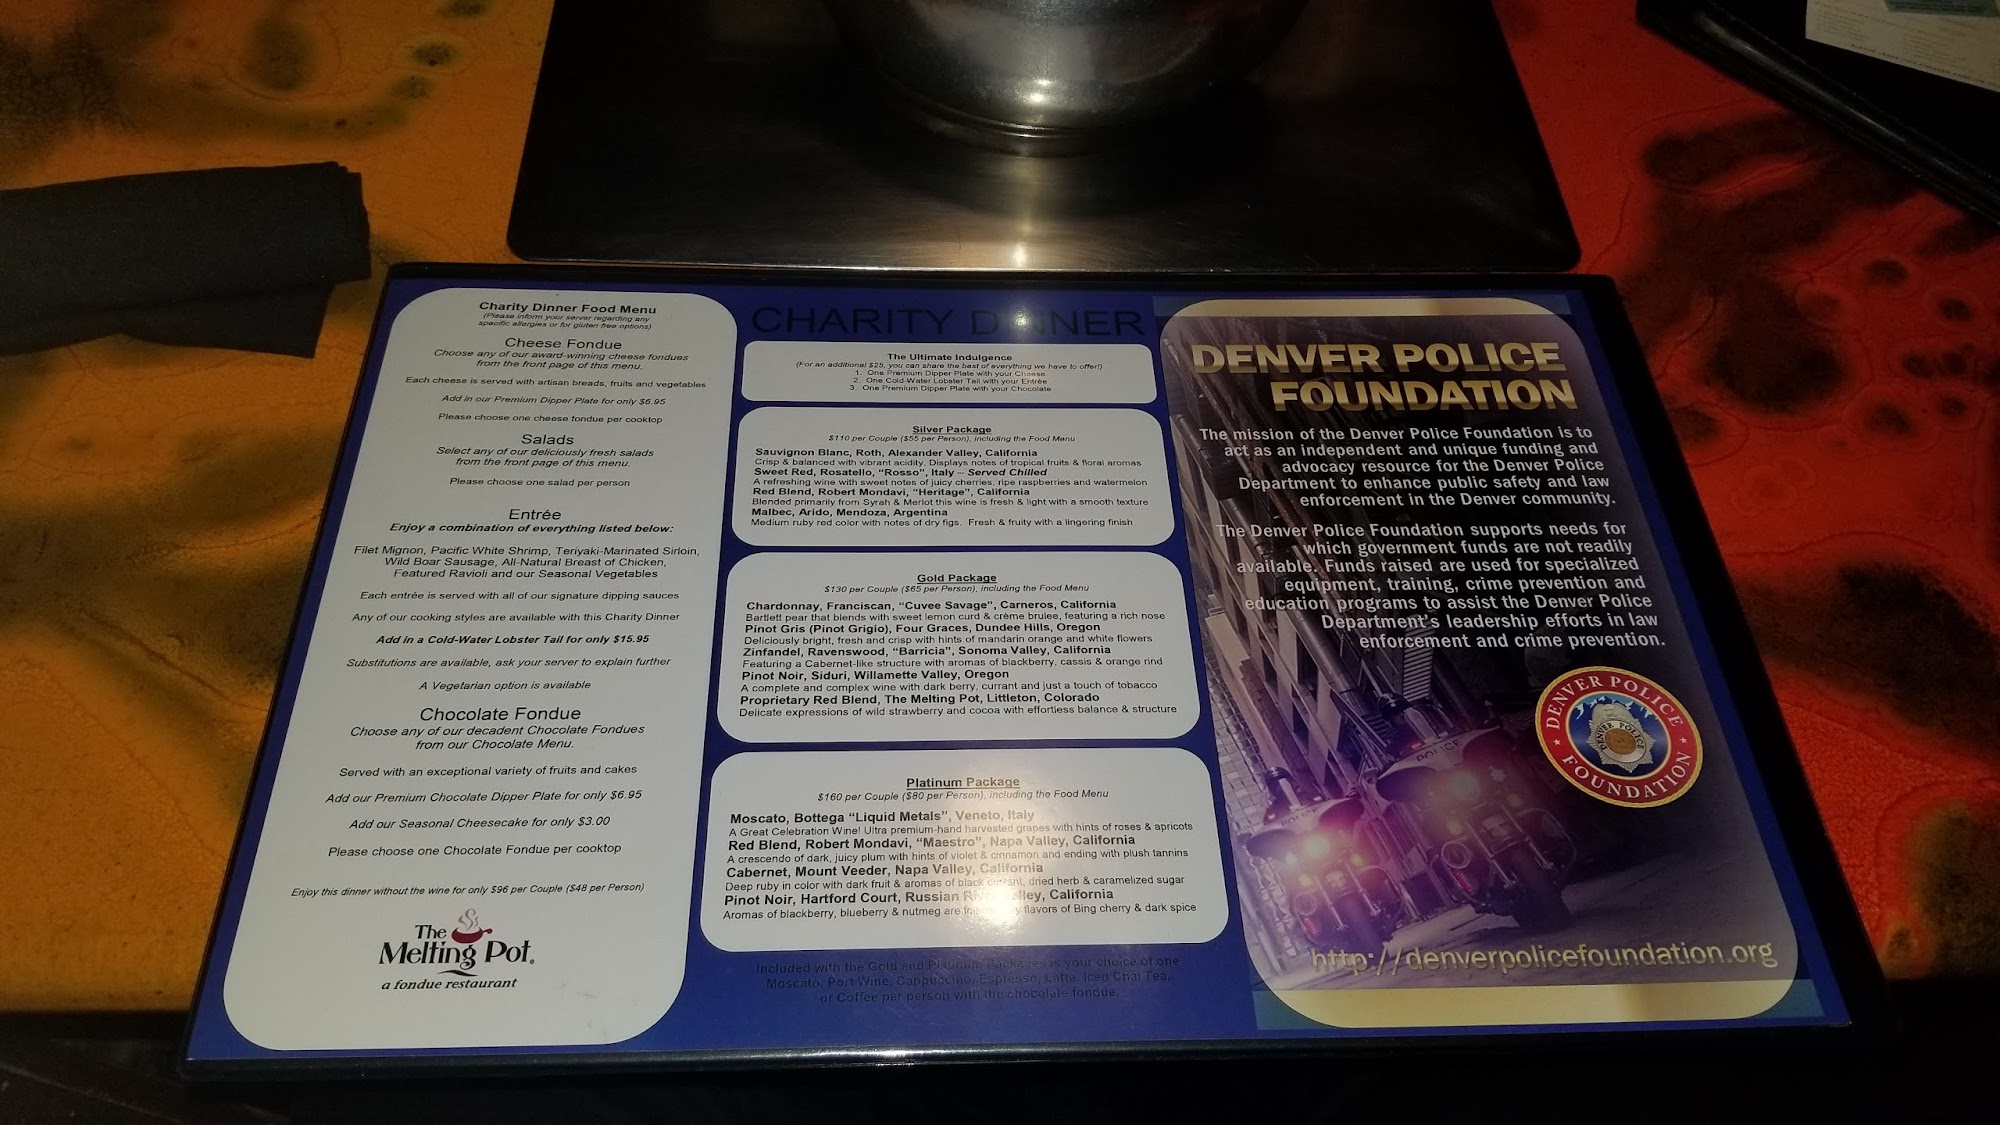 Charity Dinner Food Menu
(Please inform your server regarding any
specific allergies or for gluten free options)
Cheese Fondue
Choose any of our award-winning cheese fondues
from the front page of this menu.
Each cheese is served with artisan breads, fruits and vegetables
Add in our Premium Dipper Plate for only $6.95
Please choose one cheese fondue per cooktop
Salads
Select any of our deliciously fresh salads
from the front page of this menu.
Please choose one salad per person
Entrée
Enjoy a combination of everything listed below:
Filet Mignon, Pacific White Shrimp, Teriyaki-Marinated Sirloin,
Wild Boar Sausage, All-Natural Breast of Chicken,
Featured Ravioli and our Seasonal Vegetables
Each entrée is served with all of our signature dipping sauces
Any of our cooking styles are available with this Charity Dinner
Add in a Cold-Water Lobster Tail for only $15.95
Substitutions are available, ask your server to explain further
A Vegetarian option is available
Chocolate Fondue
Choose any of our decadent Chocolate Fondues
from our Chocolate Menu.
Served with an exceptional variety of fruits and cakes
Add our Premium Chocolate Dipper Plate for only $6.95
Add our Seasonal Cheesecake for only $3.00
Please choose one Chocolate Fondue per cooktop
Enjoy this dinner without the wine for only $96 per Couple ($48 per Person)
The
Melting Pot®
a fondue restaurant
CHARITY DINNER
The Ultimate Indulgence
(For an additional $25, you can share the best of everything we have to offer!)
1. One Premium Dipper Plate with your Cheese
2. One Cold-Water Lobster Tail with your Entrée
3. One Premium Dipper Plate with your Chocolate
Silver Package
$110 per Couple ($55 per Person), including the Food Menu
Sauvignon Blanc, Roth, Alexander Valley, California
Crisp & balanced with vibrant acidity. Displays notes of tropical fruits & floral aromas
Sweet Red, Rosatello, "Rosso", Italy – Served Chilled
A refreshing wine with sweet notes of juicy cherries, ripe raspberries and watermelon
Red Blend, Robert Mondavi, "Heritage", California
Blended primarily from Syrah & Merlot this wine is fresh & light with a smooth texture
Malbec, Arido, Mendoza, Argentina
Medium ruby red color with notes of dry figs. Fresh & fruity with a lingering finish
Gold Package
$130 per Couple ($65 per Person), including the Food Menu
Chardonnay, Franciscan, "Cuvee Savage", Carneros, California
Bartlett pear that blends with sweet lemon curd & crème brulee, featuring a rich nose
Pinot Gris (Pinot Grigio), Four Graces, Dundee Hills, Oregon
Deliciously bright, fresh and crisp with hints of mandarin orange and white flowers
Zinfandel, Ravenswood, "Barricia", Sonoma Valley, California
Featuring a Cabernet-like structure with aromas of blackberry, cassis & orange rind
Pinot Noir, Siduri, Willamette Valley, Oregon
A complete and complex wine with dark berry, currant and just a touch of tobacco
Proprietary Red Blend, The Melting Pot, Littleton, Colorado
Delicate expressions of wild strawberry and cocoa with effortless balance & structure
Platinum Package
$160 per Couple ($80 per Person), including the Food Menu
Moscato, Bottega "Liquid Metals", Veneto, Italy
A Great Celebration Wine! Ultra premium-hand harvested grapes with hints of roses & apricots
Red Blend, Robert Mondavi, "Maestro", Napa Valley, California
A crescendo of dark, juicy plum with hints of violet & cinnamon and ending with plush tannins
Cabernet, Mount Veeder, Napa Valley, California
Deep ruby in color with dark fruit & aromas of black currant, dried herb & caramelized sugar
Pinot Noir, Hartford Court, Russian River Valley, California
Aromas of blackberry, blueberry & nutmeg are flavors of Bing cherry & dark spice
Included with the Gold and Platinum Packages is your choice of one
Moscato, Port Wine, Cappuccino, Espresso, Latte, Iced Chai Tea,
or Coffee per person with the chocolate fondue.
DENVER POLICE
FOUNDATION
The mission of the Denver Police Foundation is to
act as an independent and unique funding and
advocacy resource for the Denver Police
Department to enhance public safety and law
enforcement in the Denver community.
The Denver Police Foundation supports needs for
which government funds are not readily
available. Funds raised are used for specialized
equipment, training, crime prevention and
education programs to assist the Denver Police
Department's leadership efforts in law
enforcement and crime prevention.
DENVER POLICE
DENVER POLICE
FOUNDATION
POLICE
http://denverpolicefoundation.org